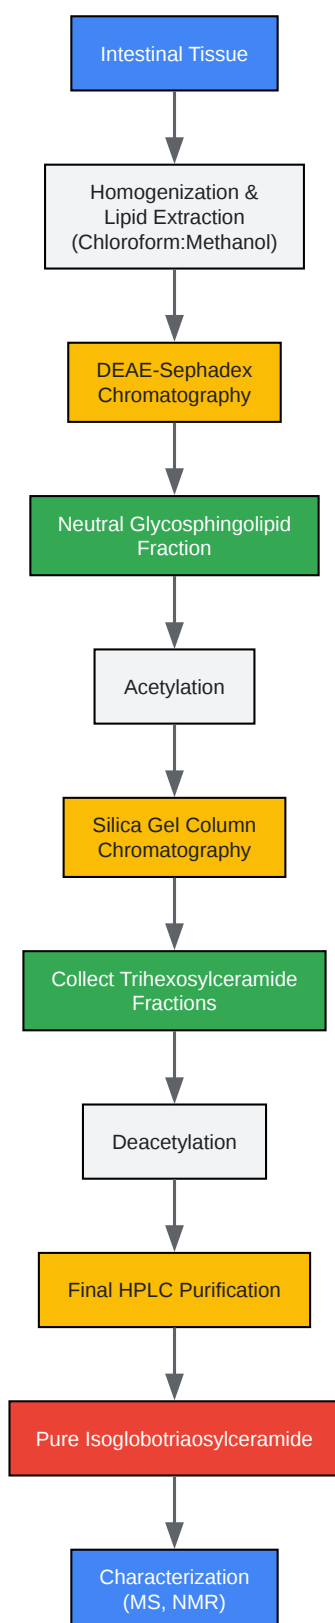 Intestinal Tissue
Homogenization &
Lipid Extraction
(Chloroform:Methanol)
DEAE-Sephadex
Chromatography
Neutral Glycosphingolipid
Fraction
Acetylation
Silica Gel Column
Chromatography
Collect Trihexosylceramide
Fractions
Deacetylation
Final HPLC Purification
Pure Isoglobotriaosylceramide
Characterization
(MS, NMR)